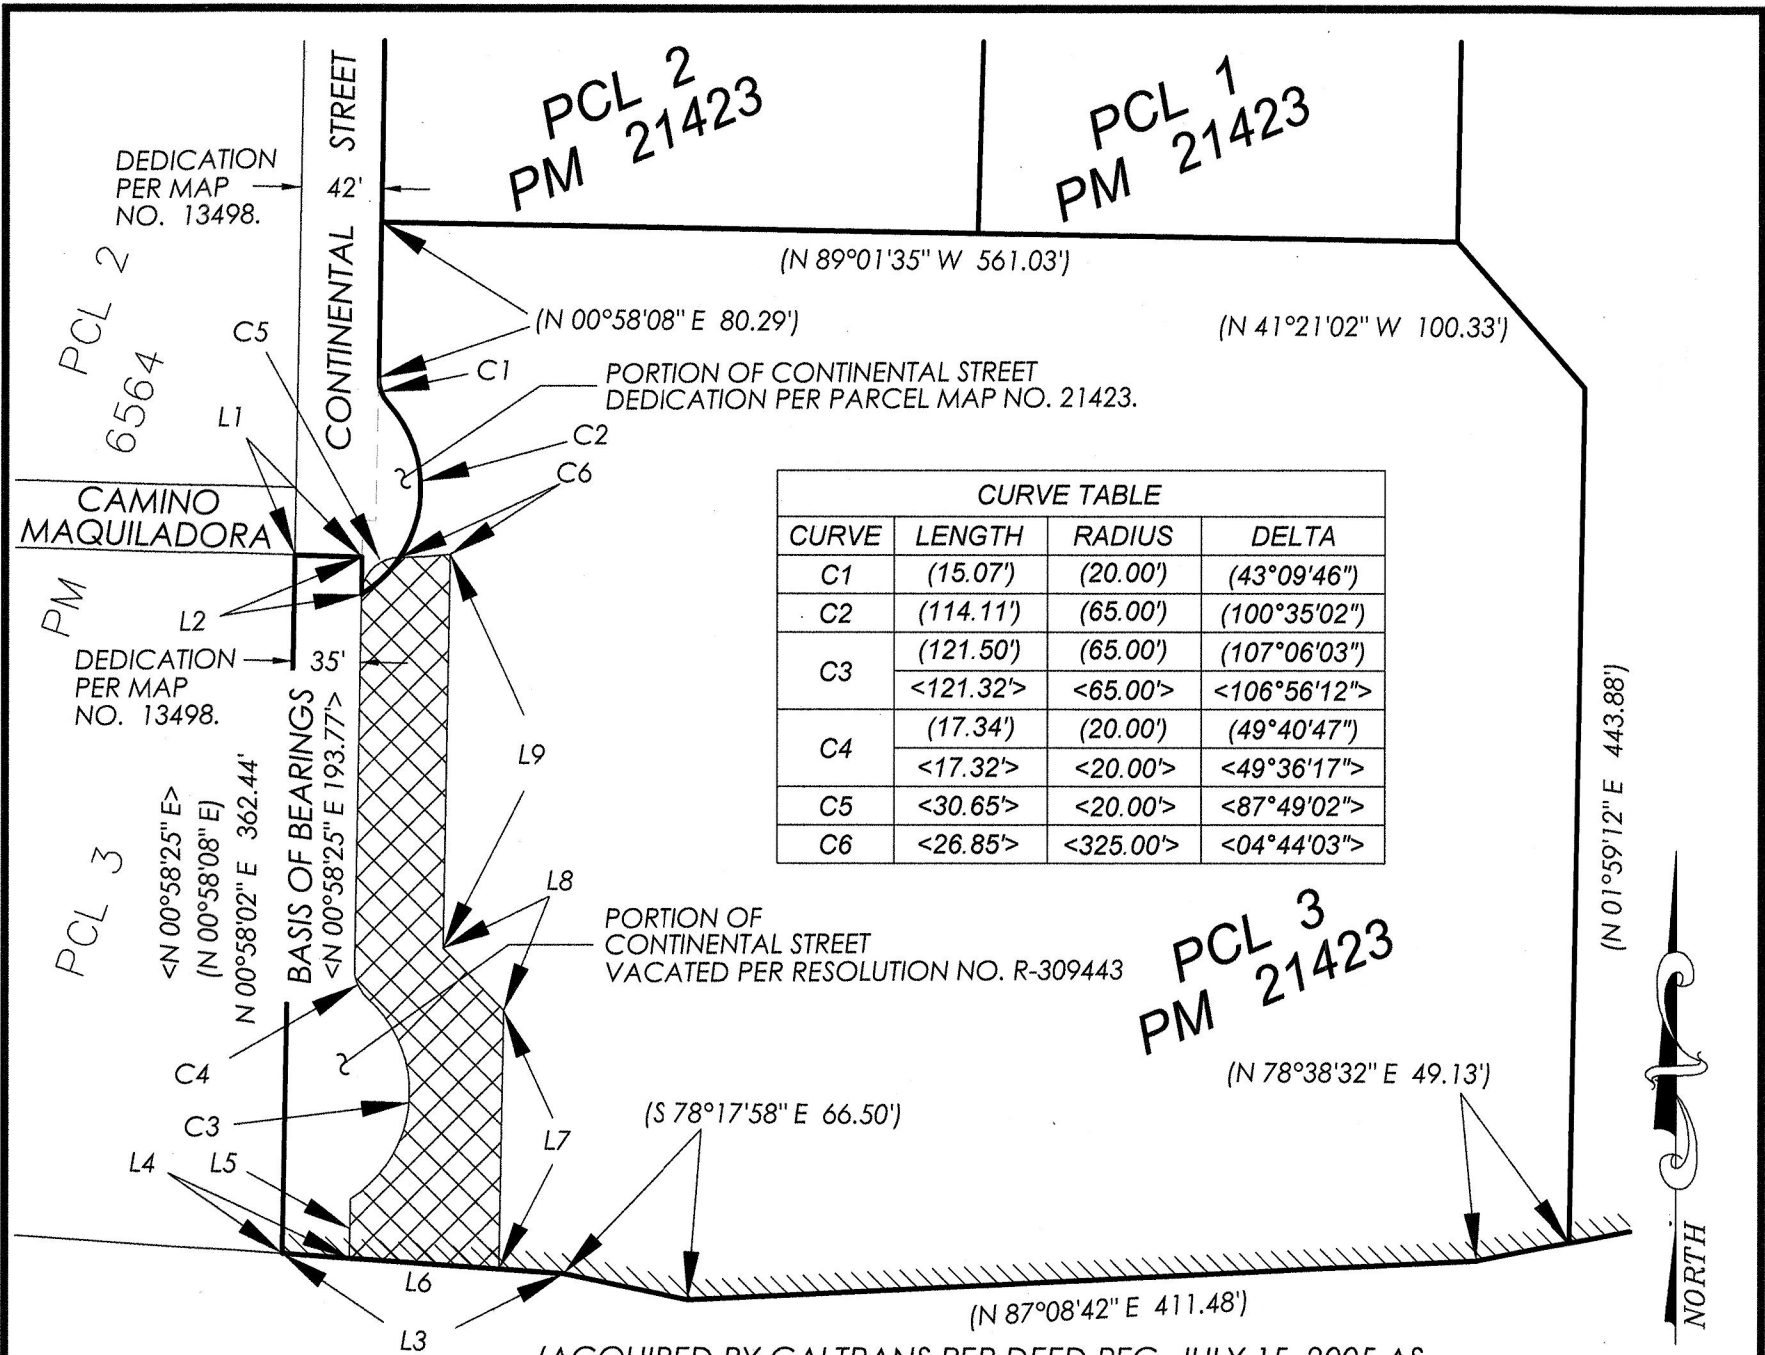 PCL 2
PM 21423
PCL 1
PM 21423
CONTINENTAL STREET
DEDICATION
PER MAP
NO. 13498.
42'
(N 89°01'35" W 561.03')
PCL 2
6564
(N 00°58'08" E 80.29')
(N 41°21'02" W 100.33')
C5
C1
PORTION OF CONTINENTAL STREET
DEDICATION PER PARCEL MAP NO. 21423.
L1
C2
C6
CAMINO
MAQUILADORA
CURVE TABLE
CURVE LENGTH RADIUS DELTA
C1 (15.07') (20.00') (43°09'46")
C2 (114.11') (65.00') (100°35'02")
C3 (121.50') (65.00') (107°06'03")
<121.32'> <65.00'> <106°56'12">
C4 (17.34') (20.00') (49°40'47")
<17.32'> <20.00'> <49°36'17">
C5 <30.65'> <20.00'> <87°49'02">
C6 <26.85'> <325.00'> <04°44'03">
PM
L2
DEDICATION
PER MAP
NO. 13498.
35'
L9
(N 01°59'12" E 443.88')
PCL 3
<N 00°58'25" E>
(N 00°58'08" E)
N 00°58'02" E 362.44'
BASIS OF BEARINGS
<N 00°58'25" E 193.77'>
L8
PORTION OF
CONTINENTAL STREET
VACATED PER RESOLUTION NO. R-309443
PCL 3
PM 21423
C4
(N 78°38'32" E 49.13')
C3
(S 78°17'58" E 66.50')
L7
L4
L5
L6
(N 87°08'42" E 411.48')
L3
NORTH
(ACQUIRED BY CALTRANS PER DEED REC. JULY 15, 2005 AS